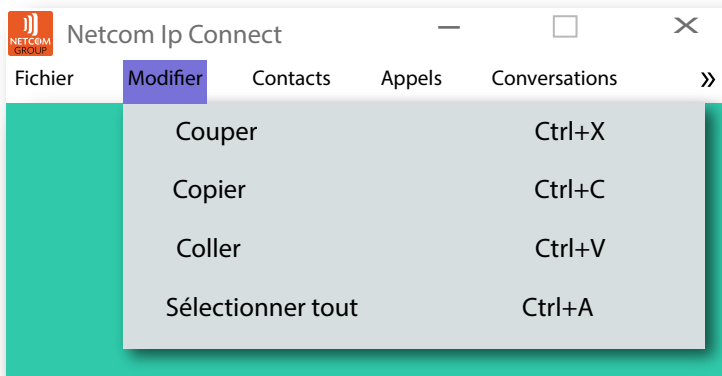 NETCOM
GROUP
Netcom Ip Connect
Fichier Modifier Contacts Appels Conversations »
Couper Ctrl+X
Copier Ctrl+C
Coller Ctrl+V
Sélectionner tout Ctrl+A